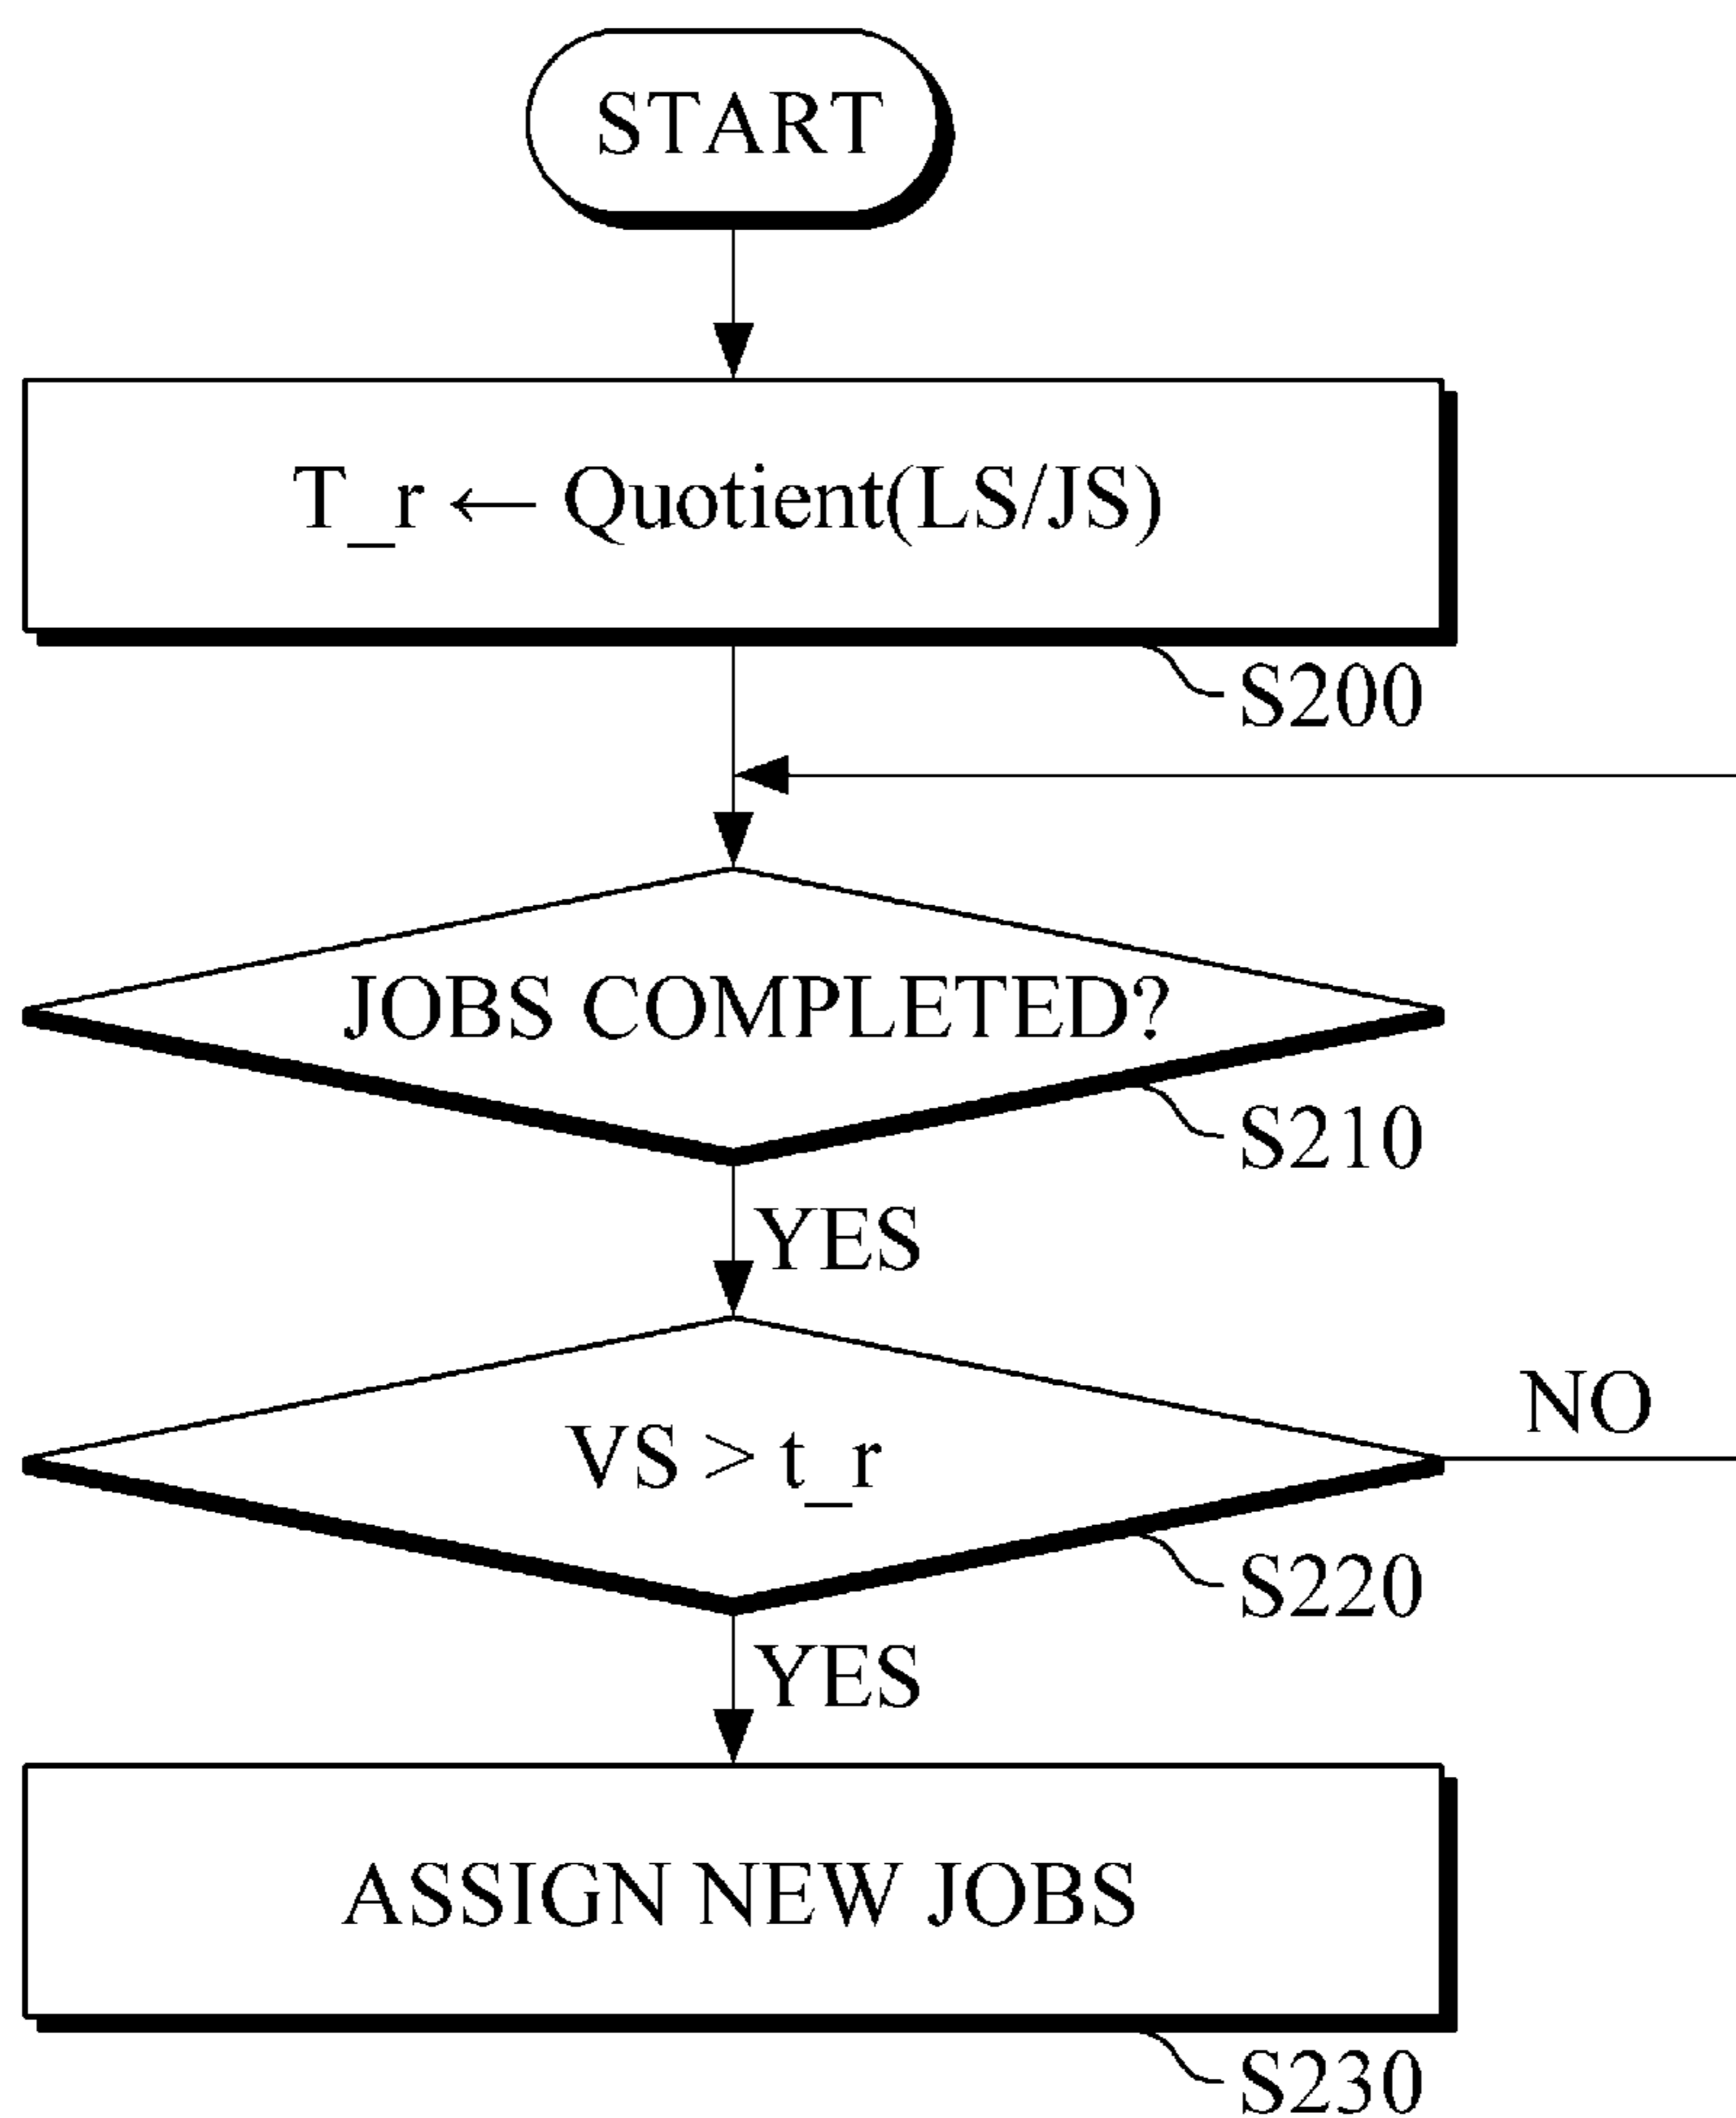 START
T_r ← Quotient(LS/JS)
S200
JOBS COMPLETED?
S210
YES
VS > t_r
NO
S220
YES
ASSIGN NEW JOBS
S230